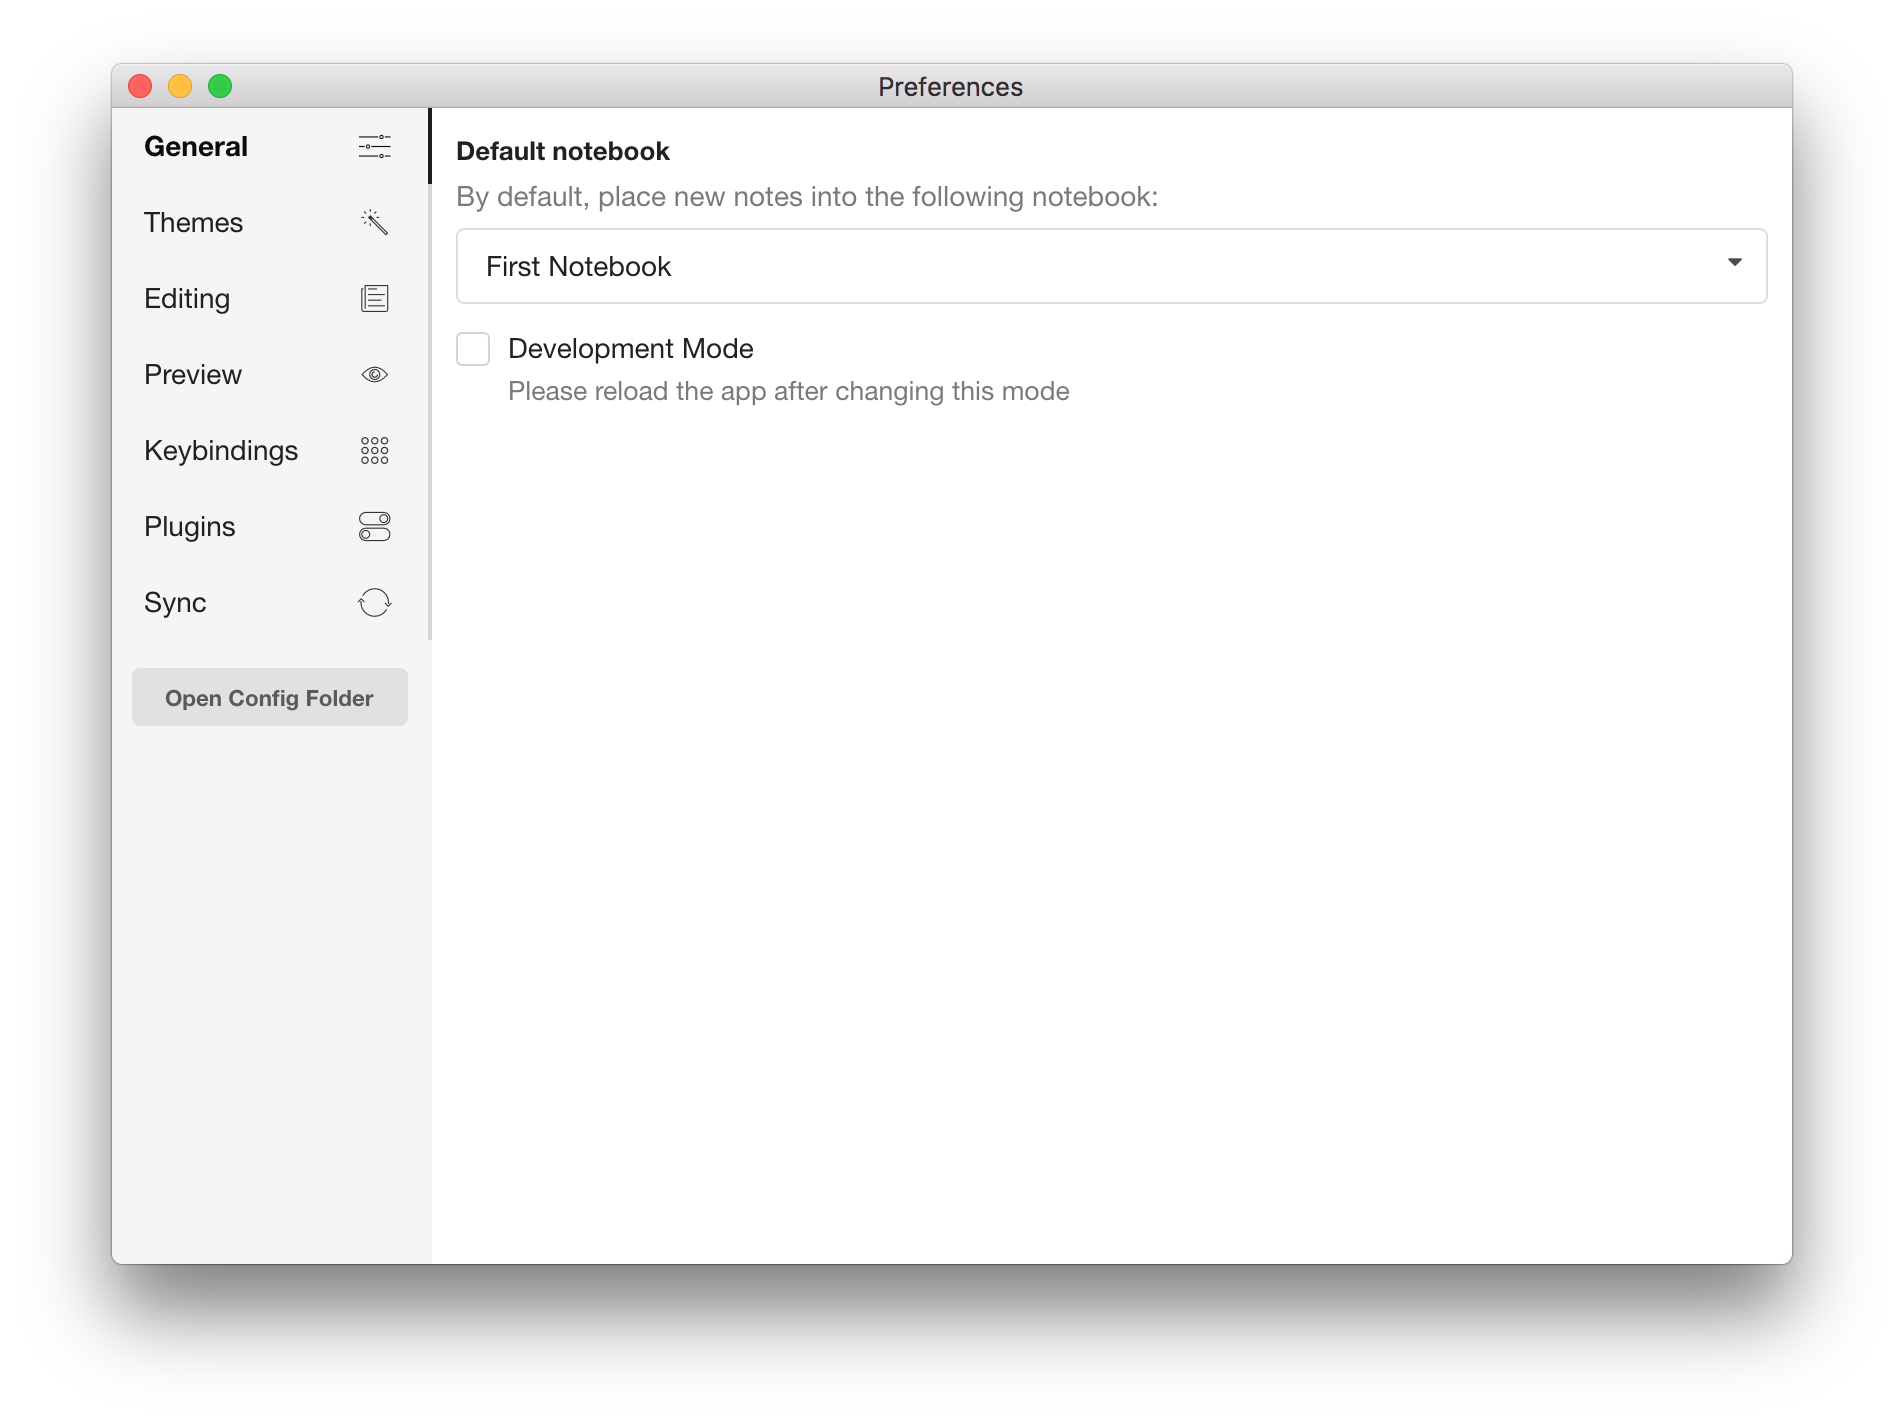 Preferences
General
Themes
Editing
Preview
Keybindings
Plugins
Sync
Open Config Folder
Default notebook
By default, place new notes into the following notebook:
First Notebook
Development Mode
Please reload the app after changing this mode